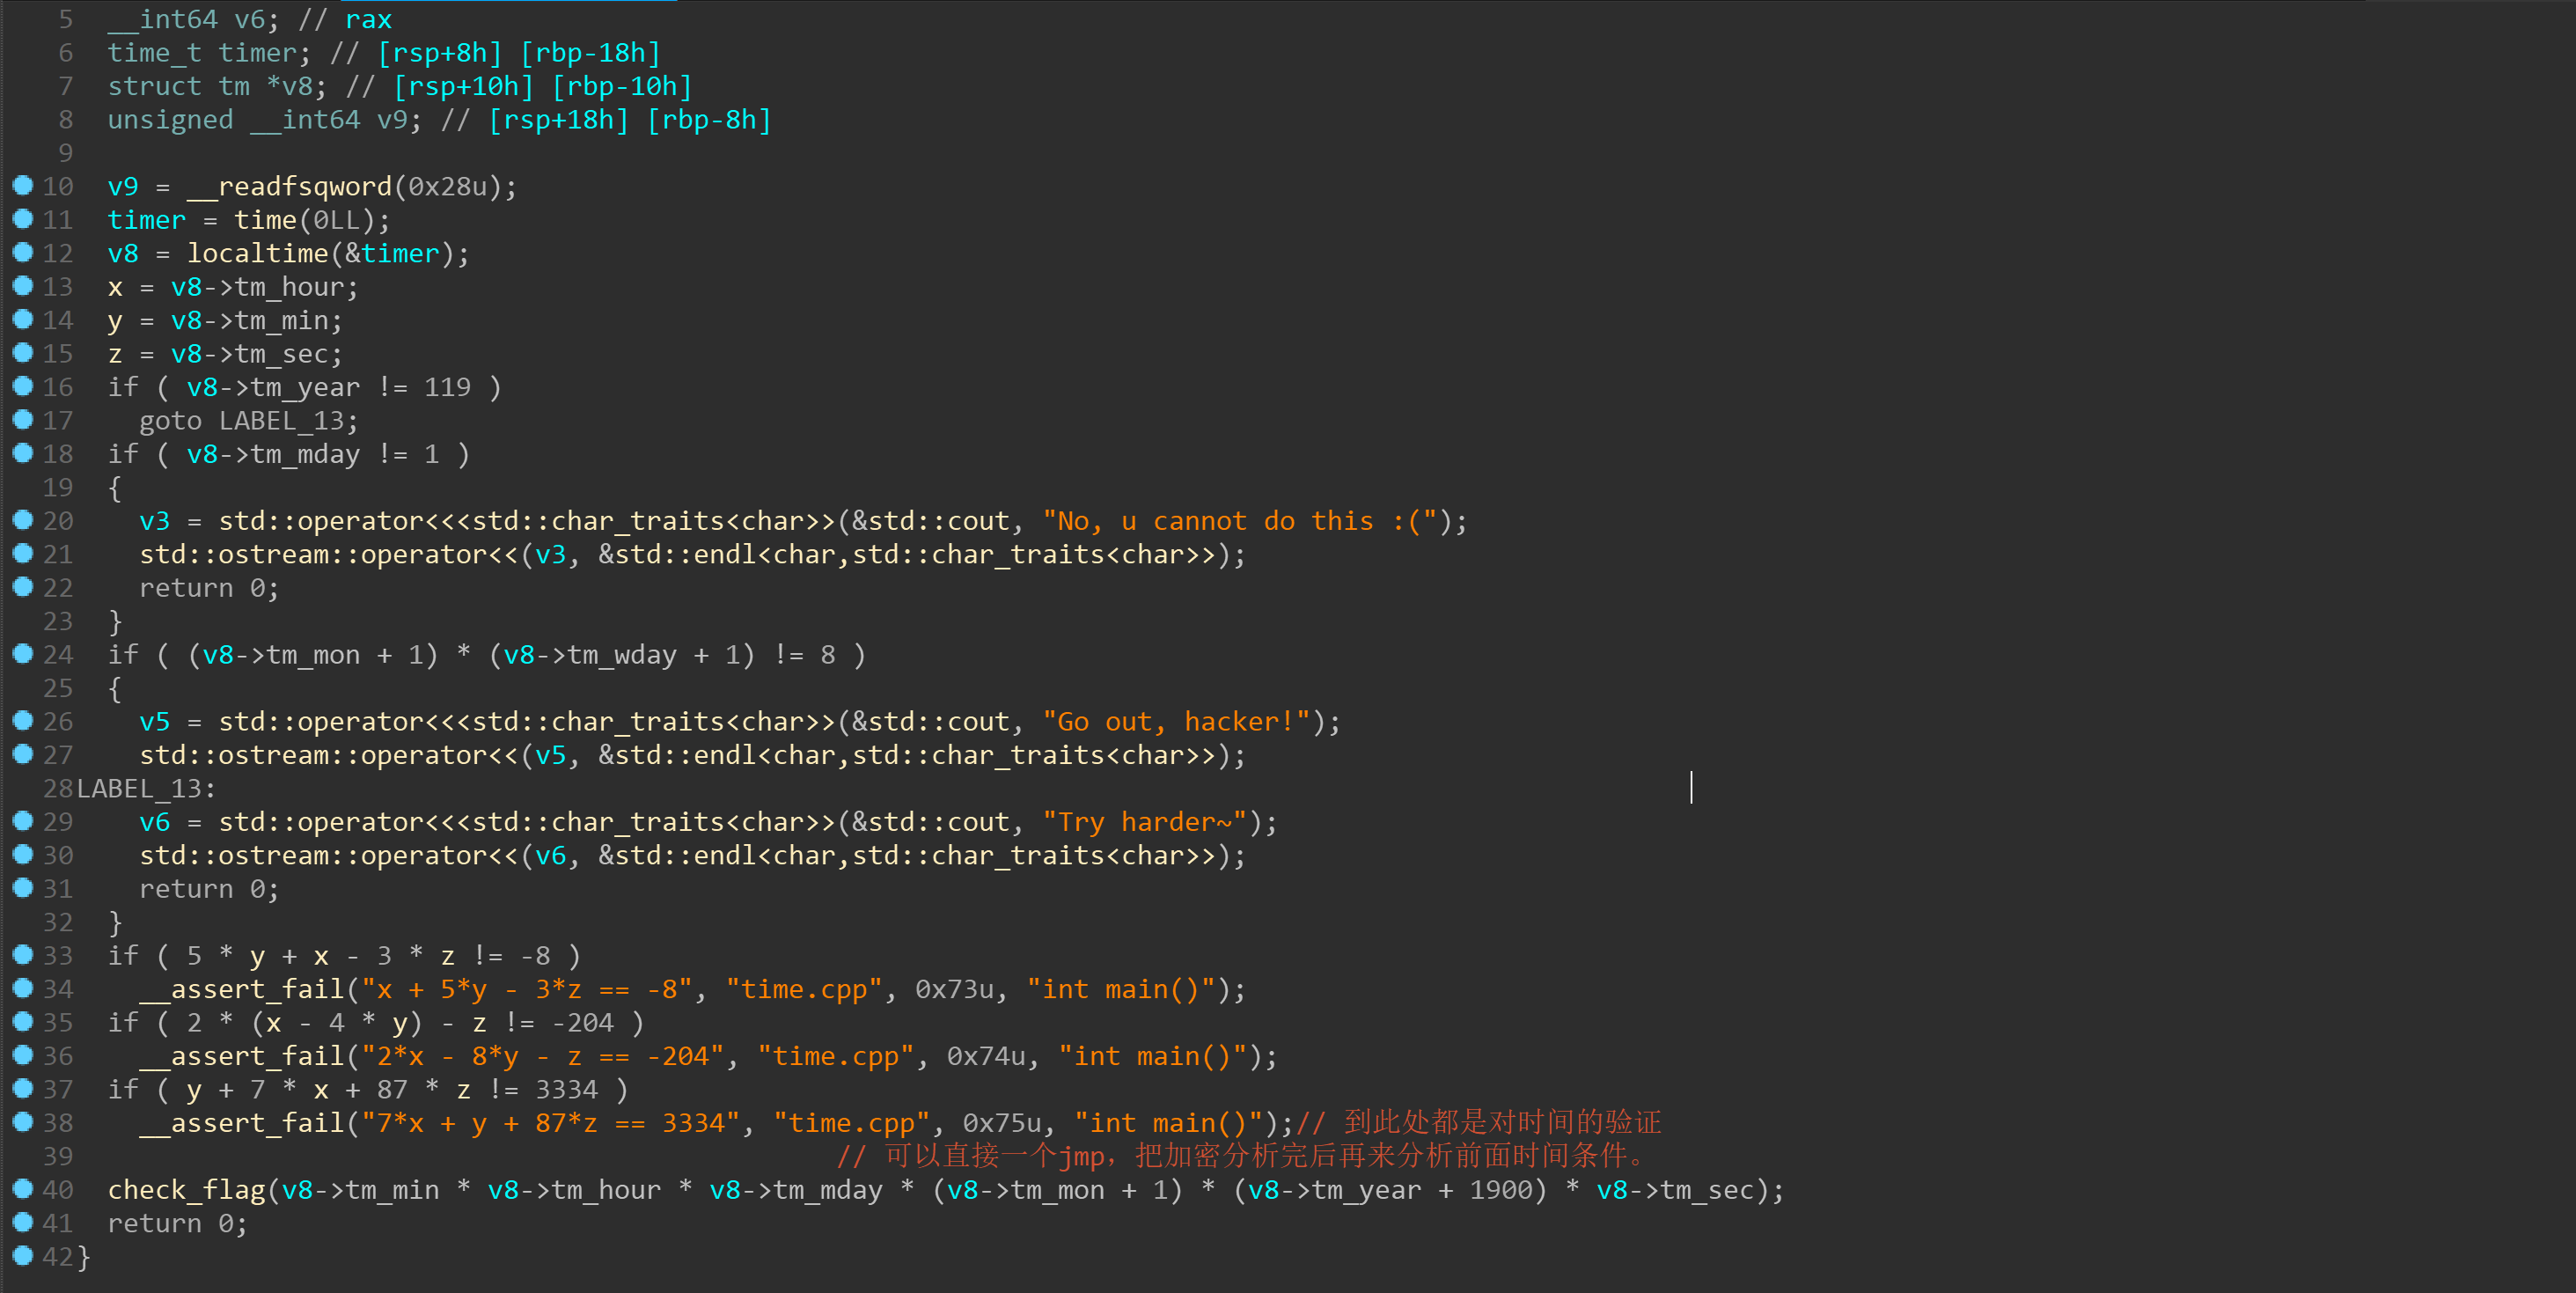 5 __int64 v6; // rax
6 time_t timer; // [rsp+8h] [rbp-18h]
7 struct tm *v8; // [rsp+10h] [rbp-10h]
8 unsigned __int64 v9; // [rsp+18h] [rbp-8h]
9
10 v9 = __readfsqword(0x28u);
11 timer = time(0LL);
12 v8 = localtime(&timer);
13 x = v8->tm_hour;
14 y = v8->tm_min;
15 z = v8->tm_sec;
16 if ( v8->tm_year != 119 )
17 goto LABEL_13;
18 if ( v8->tm_mday != 1 )
19 {
20 v3 = std::operator<<<std::char_traits<char>>(&std::cout, "No, u cannot do this :(");
21 std::ostream::operator<<(v3, &std::endl<char,std::char_traits<char>>);
22 return 0;
23 }
24 if ( (v8->tm_mon + 1) * (v8->tm_wday + 1) != 8 )
25 {
26 v5 = std::operator<<<std::char_traits<char>>(&std::cout, "Go out, hacker!");
27 std::ostream::operator<<(v5, &std::endl<char,std::char_traits<char>>);
28 LABEL_13:
29 v6 = std::operator<<<std::char_traits<char>>(&std::cout, "Try harder~");
30 std::ostream::operator<<(v6, &std::endl<char,std::char_traits<char>>);
31 return 0;
32 }
33 if ( 5 * y + x - 3 * z != -8 )
34 __assert_fail("x + 5*y - 3*z == -8", "time.cpp", 0x73u, "int main()");
35 if ( 2 * (x - 4 * y) - z != -204 )
36 __assert_fail("2*x - 8*y - z == -204", "time.cpp", 0x74u, "int main()");
37 if ( y + 7 * x + 87 * z != 3334 )
38 __assert_fail("7*x + y + 87*z == 3334", "time.cpp", 0x75u, "int main()");// 到此处都是对时间的验证
39 // 可以直接一个jmp，把加密分析完后再来分析前面时间条件。
40 check_flag(v8->tm_min * v8->tm_hour * v8->tm_mday * (v8->tm_mon + 1) * (v8->tm_year + 1900) * v8->tm_sec);
41 return 0;
42 }